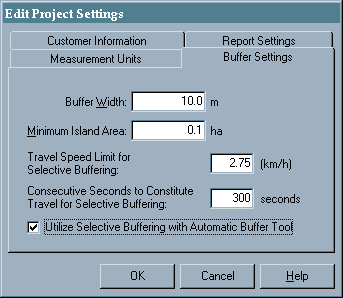 Edit Project Settings
Customer Information Report Settings
Measurement Units Buffer Settings
Buffer Width: 10.0 m
Minimum Island Area: 0.1 ha
Travel Speed Limit for
Selective Buffering: 2.75 (km/h)
Consecutive Seconds to Constitute
Travel for Selective Buffering: 300 seconds
Utilize Selective Buffering with Automatic Buffer Tool
OK Cancel Help